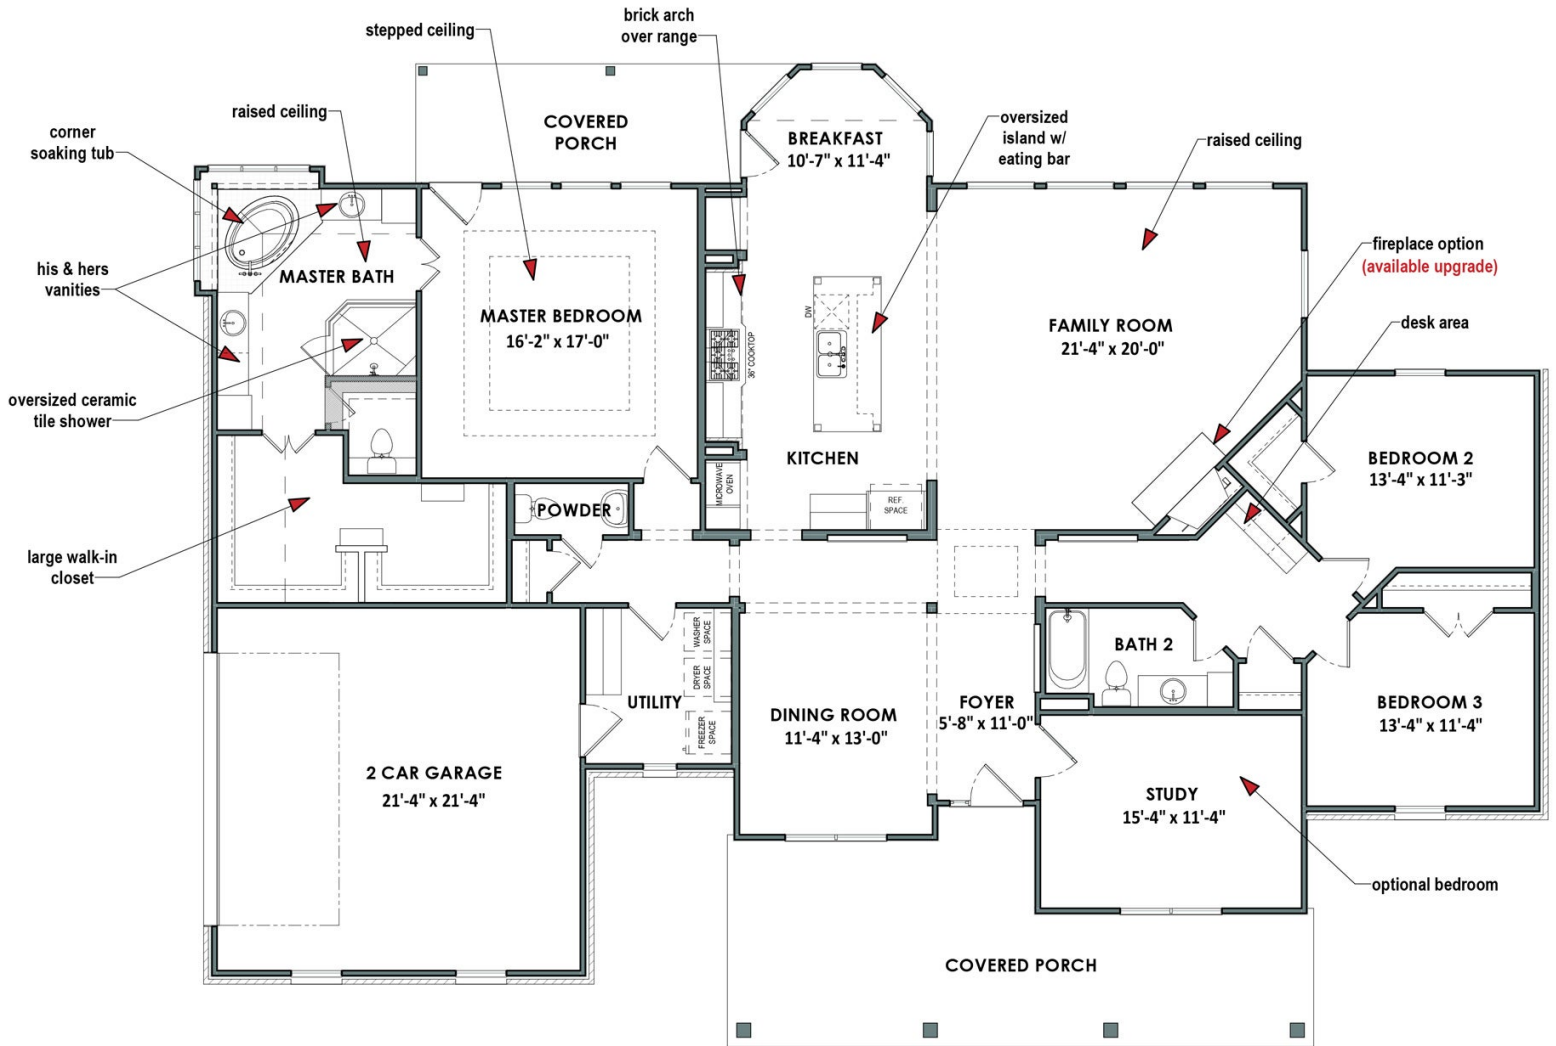 brick arch
over range
stepped ceiling
raised ceiling
corner
soaking tub
COVERED
PORCH
BREAKFAST
10'-7" x 11'-4"
oversized
island w/
eating bar
raised ceiling
fireplace option
(available upgrade)
his & hers
vanities
MASTER BATH
MASTER BEDROOM
16'-2" x 17'-0"
DW
36" COOKTOP
FAMILY ROOM
21'-4" x 20'-0"
desk area
oversized ceramic
tile shower
KITCHEN
MICROWAVE
OVEN
REF.
SPACE
BEDROOM 2
13'-4" x 11'-3"
POWDER
large walk-in
closet
WASHER
SPACE
DRYER
SPACE
FREEZER
SPACE
UTILITY
BATH 2
DINING ROOM
11'-4" x 13'-0"
FOYER
5'-8" x 11'-0"
BEDROOM 3
13'-4" x 11'-4"
2 CAR GARAGE
21'-4" x 21'-4"
STUDY
15'-4" x 11'-4"
optional bedroom
COVERED PORCH